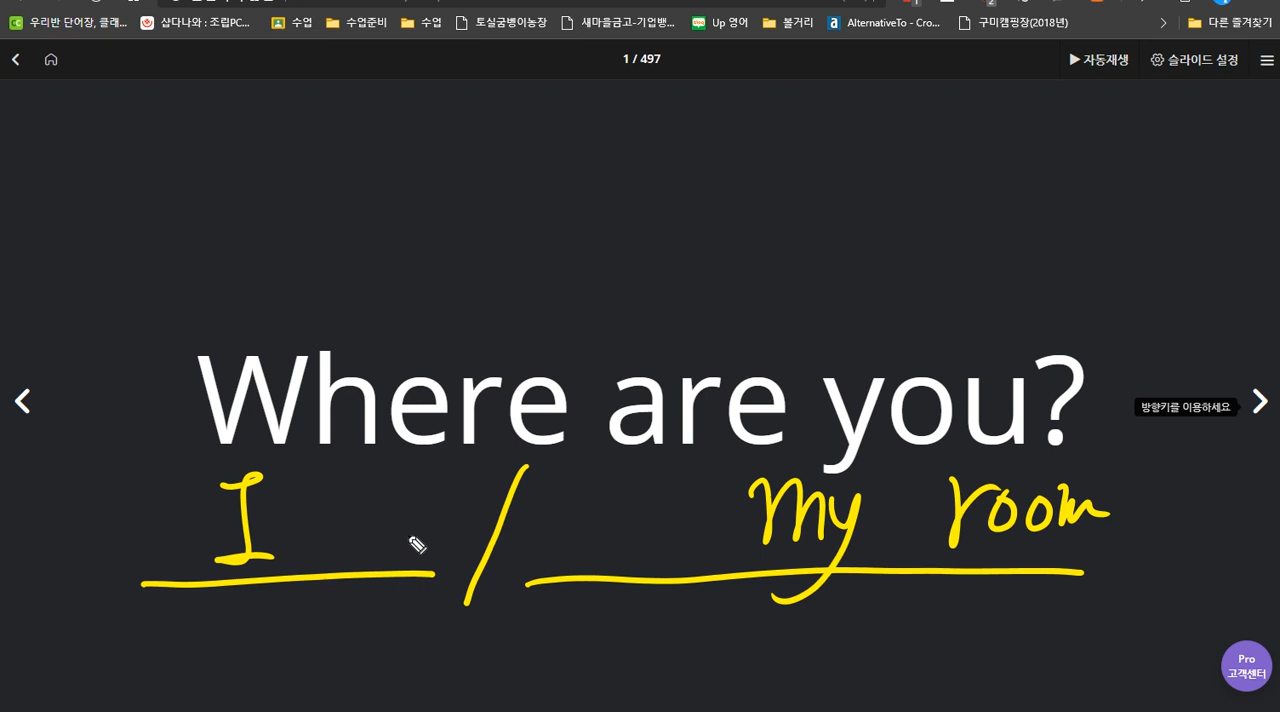 우리반 단어장, 클래... 샵다나와 : 조립PC... 수업 수업준비 수업 토실굼뱅이농장 새마을금고-기업뱅... Up 영어 볼거리 AlternativeTo - Cro... 구미캠핑장(2018년) 다른 즐겨찾기
1 / 497 ▶자동재생 슬라이드 설정
Where are you?
방향키를 이용하세요
I / my room
Pro
고객센터